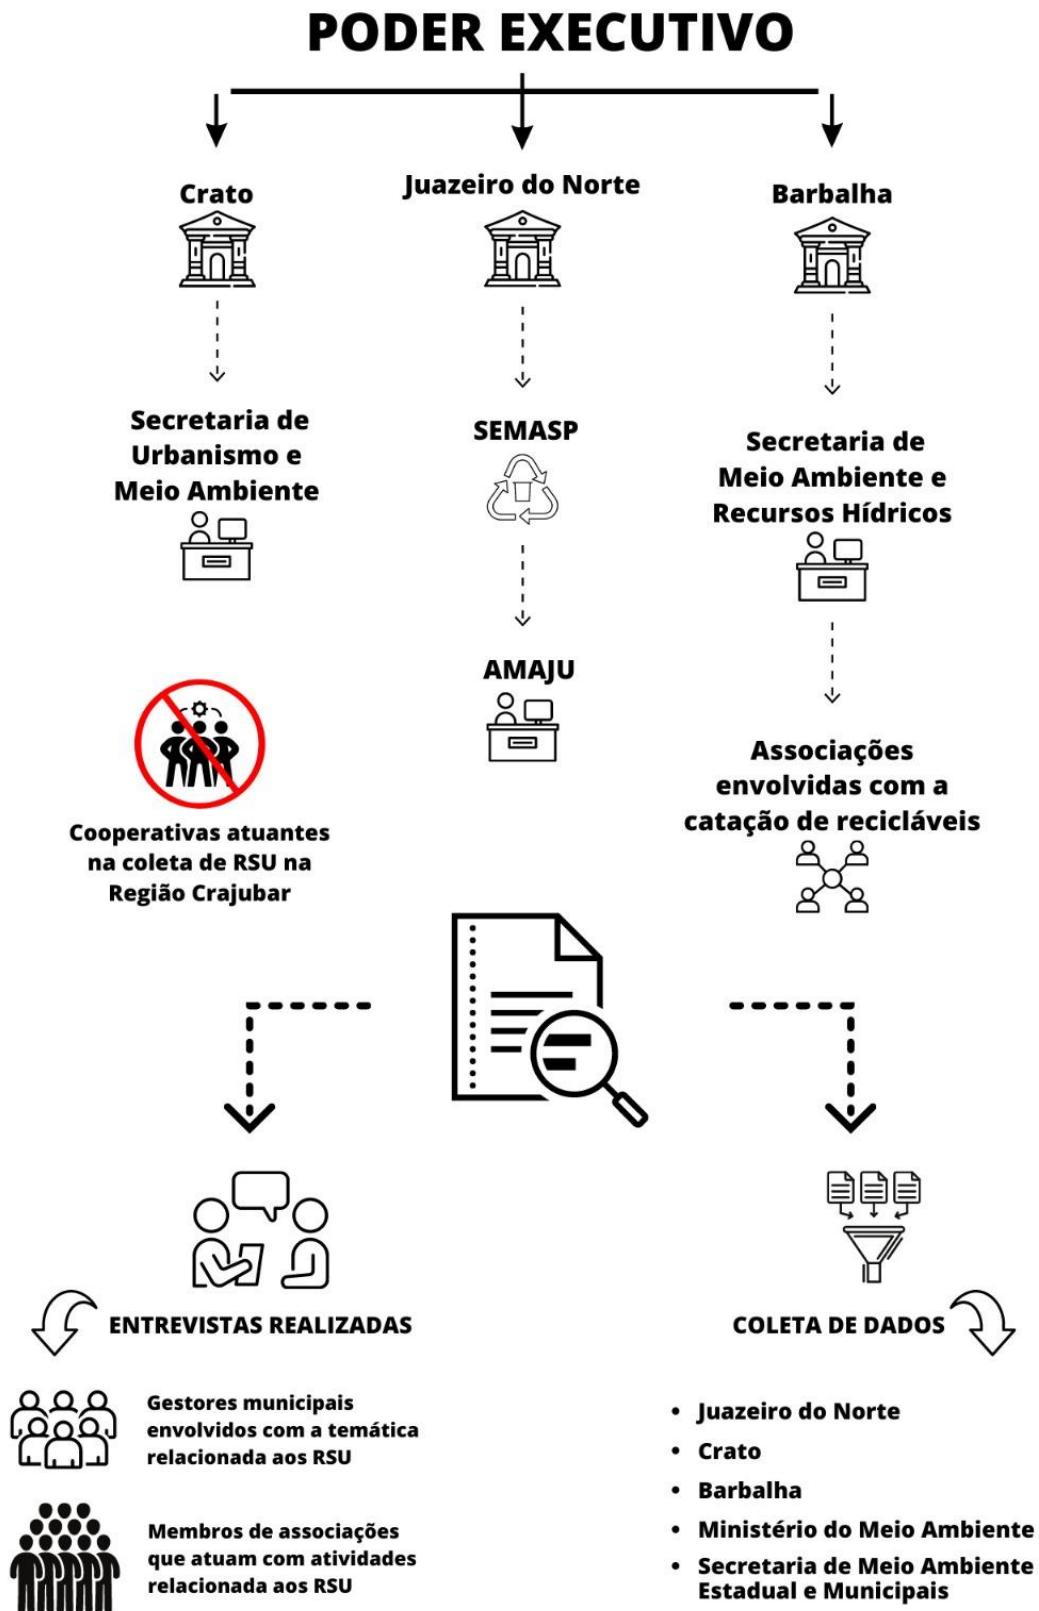 PODER EXECUTIVO
Crato
Juazeiro do Norte
Barbalha
Secretaria de
Urbanismo e
Meio Ambiente
SEMASP
Secretaria de
Meio Ambiente e
Recursos Hídricos
AMAJU
Associações
envolvidas com a
catação de recicláveis
Cooperativas atuantes
na coleta de RSU na
Região Crajubar
ENTREVISTAS REALIZADAS
Gestores municipais
envolvidos com a temática
relacionada aos RSU
Membros de associações
que atuam com atividades
relacionada aos RSU
COLETA DE DADOS
• Juazeiro do Norte
• Crato
• Barbalha
• Ministério do Meio Ambiente
• Secretaria de Meio Ambiente
Estadual e Municipais